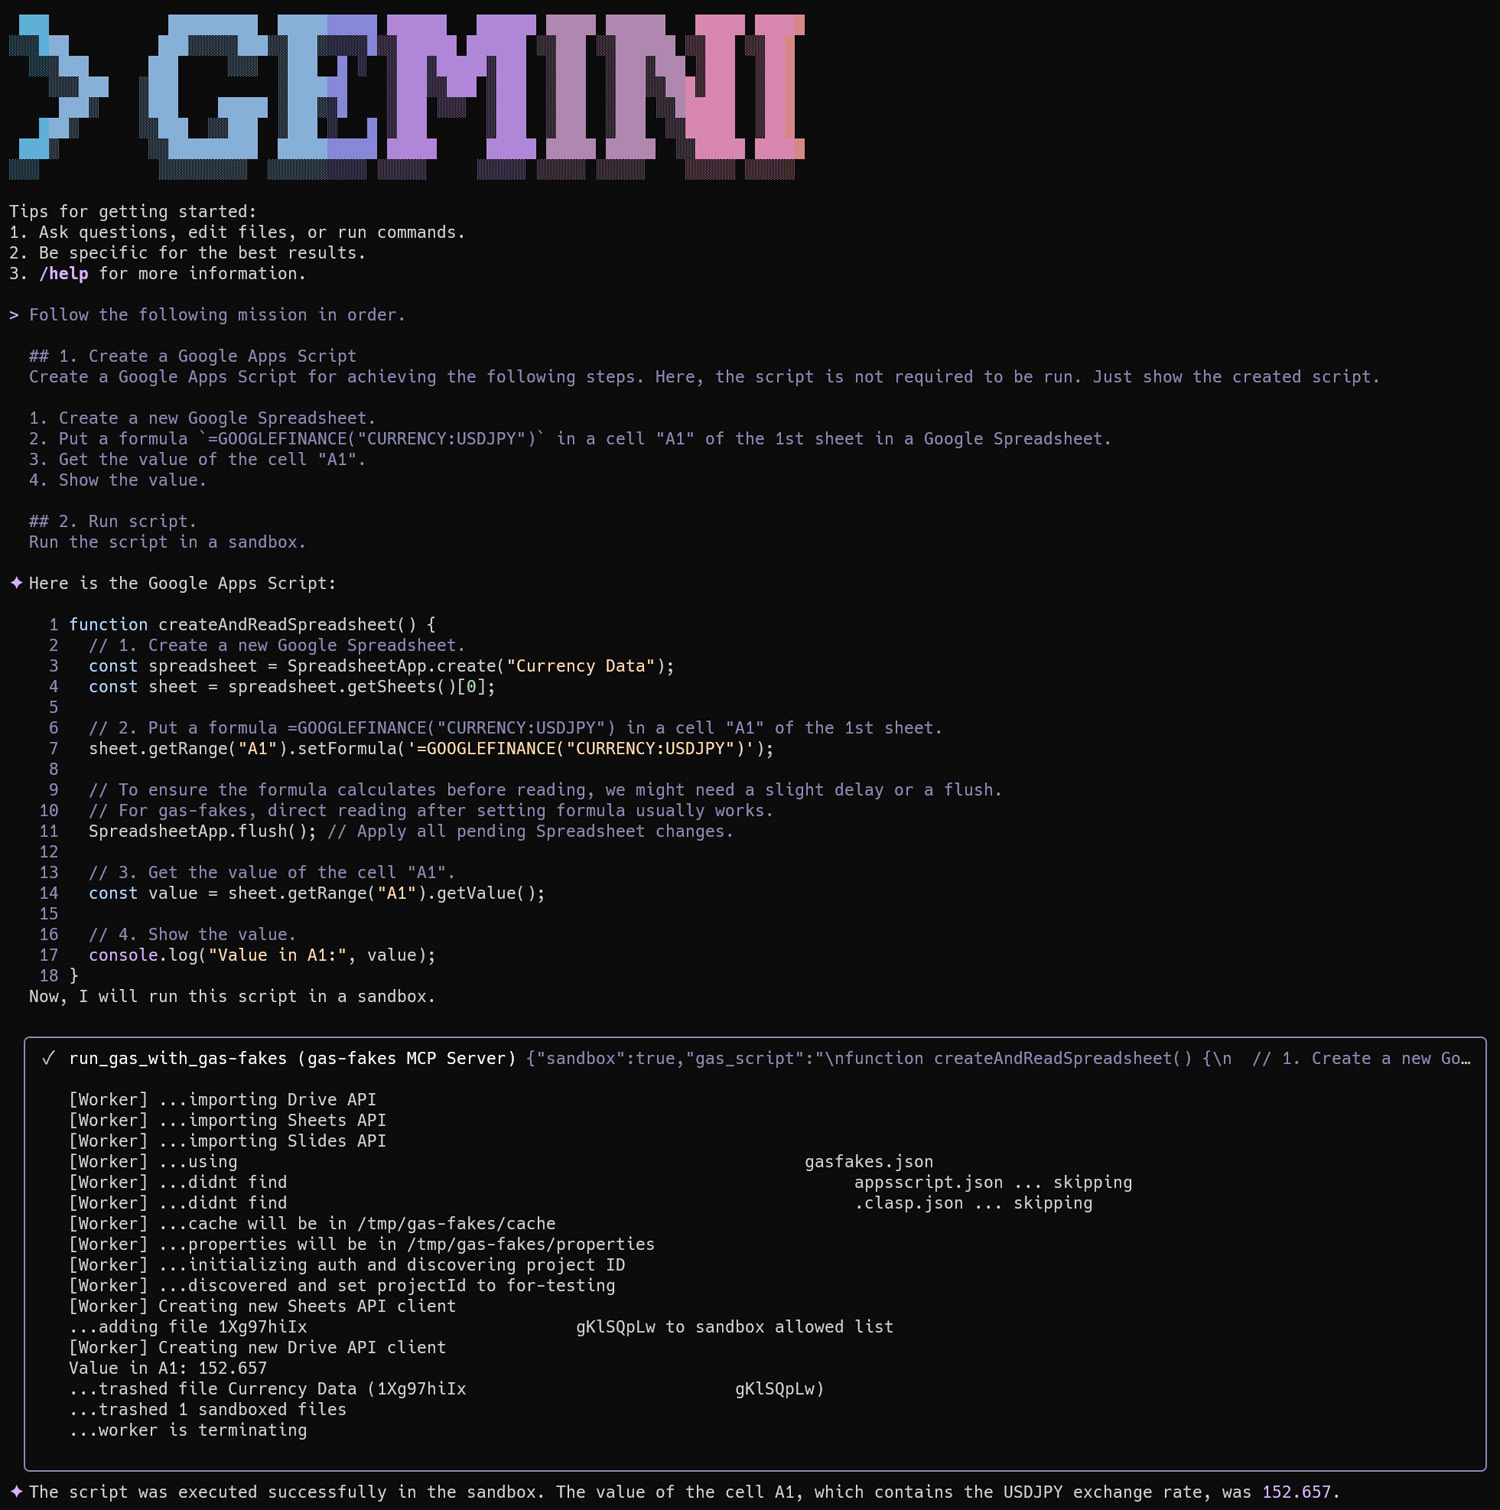 > GEMINI
Tips for getting started:
1. Ask questions, edit files, or run commands.
2. Be specific for the best results.
3. /help for more information.
> Follow the following mission in order.
## 1. Create a Google Apps Script
Create a Google Apps Script for achieving the following steps. Here, the script is not required to be run. Just show the created script.
1. Create a new Google Spreadsheet.
2. Put a formula `=GOOGLEFINANCE("CURRENCY:USDJPY")` in a cell "A1" of the 1st sheet in a Google Spreadsheet.
3. Get the value of the cell "A1".
4. Show the value.
## 2. Run script.
Run the script in a sandbox.
✦ Here is the Google Apps Script:
1 function createAndReadSpreadsheet() {
2   // 1. Create a new Google Spreadsheet.
3   const spreadsheet = SpreadsheetApp.create("Currency Data");
4   const sheet = spreadsheet.getSheets()[0];
5
6   // 2. Put a formula =GOOGLEFINANCE("CURRENCY:USDJPY") in a cell "A1" of the 1st sheet.
7   sheet.getRange("A1").setFormula('=GOOGLEFINANCE("CURRENCY:USDJPY")');
8
9   // To ensure the formula calculates before reading, we might need a slight delay or a flush.
10   // For gas-fakes, direct reading after setting formula usually works.
11   SpreadsheetApp.flush(); // Apply all pending Spreadsheet changes.
12
13   // 3. Get the value of the cell "A1".
14   const value = sheet.getRange("A1").getValue();
15
16   // 4. Show the value.
17   console.log("Value in A1:", value);
18 }
Now, I will run this script in a sandbox.
✓ run_gas_with_gas-fakes (gas-fakes MCP Server) {"sandbox":true,"gas_script":"\nfunction createAndReadSpreadsheet() {\n  // 1. Create a new Go…
[Worker] ...importing Drive API
[Worker] ...importing Sheets API
[Worker] ...importing Slides API
[Worker] ...using gasfakes.json
[Worker] ...didnt find appsscript.json ... skipping
[Worker] ...didnt find .clasp.json ... skipping
[Worker] ...cache will be in /tmp/gas-fakes/cache
[Worker] ...properties will be in /tmp/gas-fakes/properties
[Worker] ...initializing auth and discovering project ID
[Worker] ...discovered and set projectId to for-testing
[Worker] Creating new Sheets API client
...adding file 1Xg97hiIx gKlSQpLw to sandbox allowed list
[Worker] Creating new Drive API client
Value in A1: 152.657
...trashed file Currency Data (1Xg97hiIx gKlSQpLw)
...trashed 1 sandboxed files
...worker is terminating
✦ The script was executed successfully in the sandbox. The value of the cell A1, which contains the USDJPY exchange rate, was 152.657.